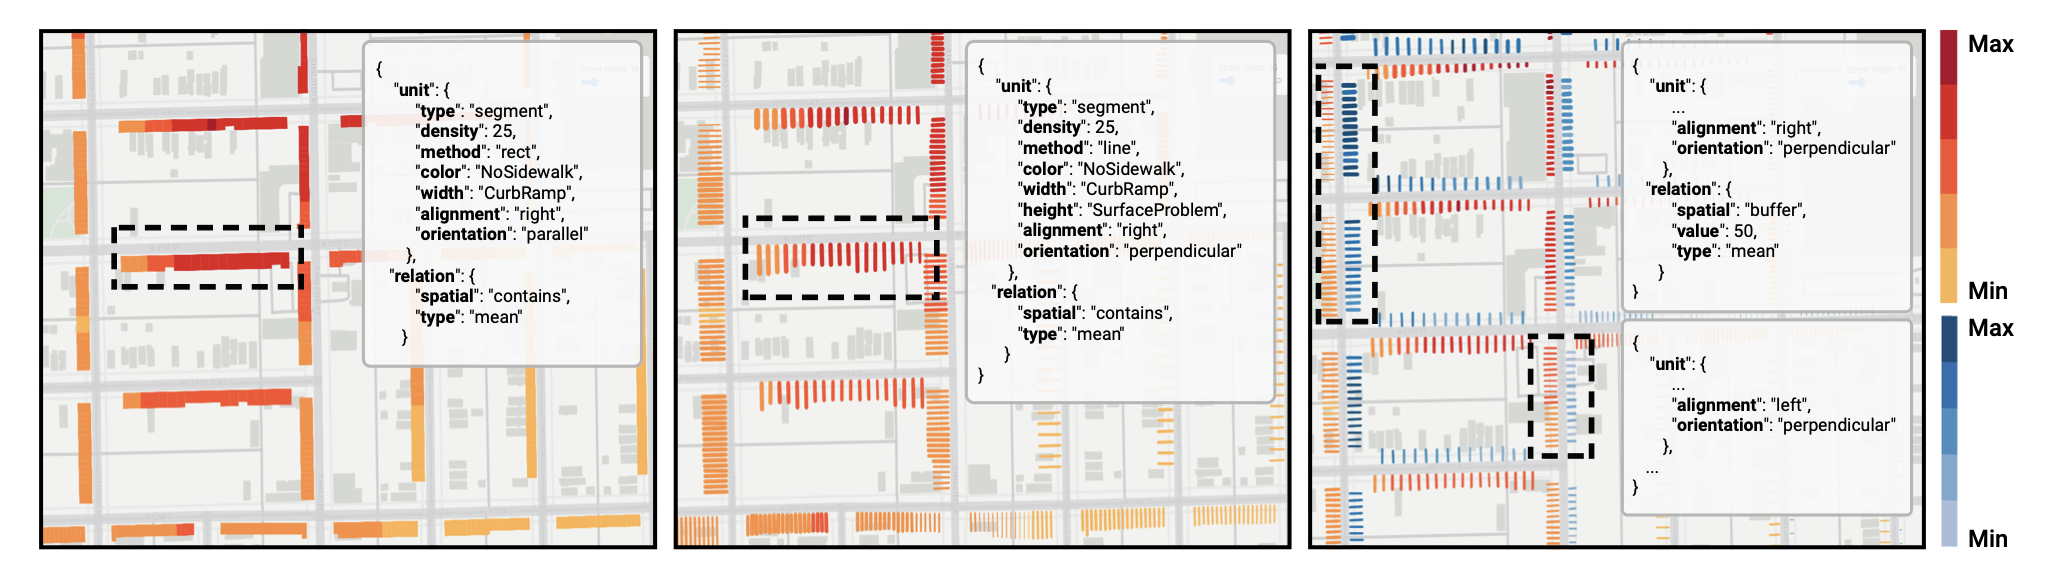 {
"unit": {
"type": "segment",
"density": 25,
"method": "rect",
"color": "NoSidewalk",
"width": "CurbRamp",
"alignment": "right",
"orientation": "parallel"
},
"relation": {
"spatial": "contains",
"type": "mean"
}
{
"unit": {
"type": "segment",
"density": 25,
"method": "line",
"color": "NoSidewalk",
"width": "CurbRamp",
"height": "SurfaceProblem",
"alignment": "right",
"orientation": "perpendicular"
},
"relation": {
"spatial": "contains",
"type": "mean"
}
}
{
"unit": {
...
"alignment": "right",
"orientation": "perpendicular"
},
"relation": {
"spatial": "buffer",
"value": 50,
"type": "mean"
}
}
{
"unit": {
...
"alignment": "left",
"orientation": "perpendicular"
},
...
}
Max
Min
Max
Min